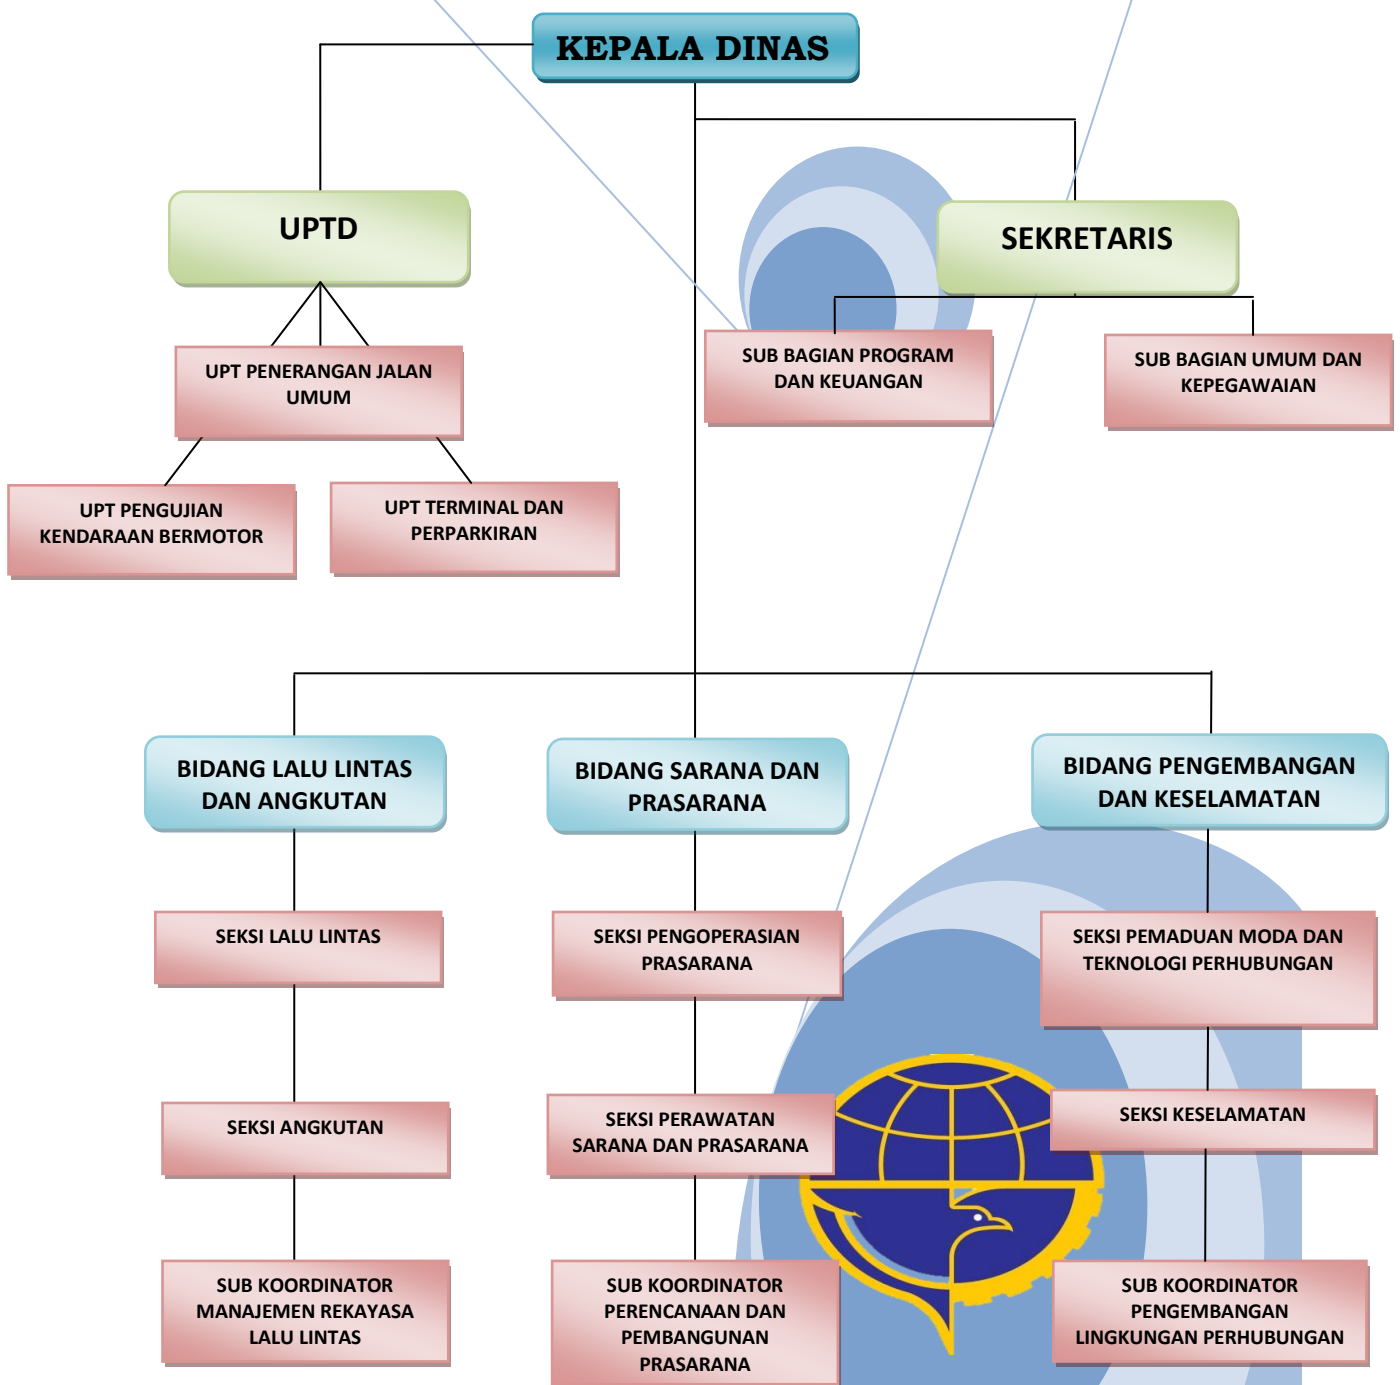 KEPALA DINAS
UPTD
SEKRETARIS
SUB BAGIAN PROGRAM
DAN KEUANGAN
SUB BAGIAN UMUM DAN
KEPEGAWAIAN
UPT PENERANGAN JALAN
UMUM
UPT PENGUJIAN
KENDARAAN BERMOTOR
UPT TERMINAL DAN
PERPARKIRAN
BIDANG LALU LINTAS
DAN ANGKUTAN
BIDANG SARANA DAN
PRASARANA
BIDANG PENGEMBANGAN
DAN KESELAMATAN
SEKSI LALU LINTAS
SEKSI PENGOPERASIAN
PRASARANA
SEKSI PEMADUAN MODA DAN
TEKNOLOGI PERHUBUNGAN
SEKSI ANGKUTAN
SEKSI PERAWATAN
SARANA DAN PRASARANA
SEKSI KESELAMATAN
SUB KOORDINATOR
MANAJEMEN REKAYASA
LALU LINTAS
SUB KOORDINATOR
PERENCANAAN DAN
PEMBANGUNAN
PRASARANA
SUB KOORDINATOR
PENGEMBANGAN
LINGKUNGAN PERHUBUNGAN